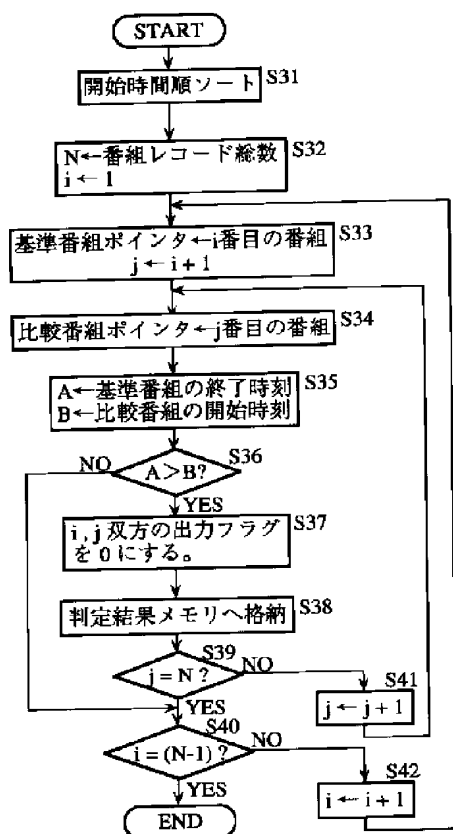 START
開始時間順ソート
S31
N←番組レコード総数
i ← 1
S32
基準番組ポインタ←i番目の番組
j ← i + 1
S33
比較番組ポインタ←j番目の番組
S34
A←基準番組の終了時刻
B←比較番組の開始時刻
S35
A>B?
S36
NO
YES
i , j 双方の出力フラグ
を0にする。
S37
判定結果メモリへ格納
S38
j = N ?
S39
NO
YES
j ← j + 1
S41
i = (N-1) ?
S40
NO
YES
i ← i + 1
S42
END